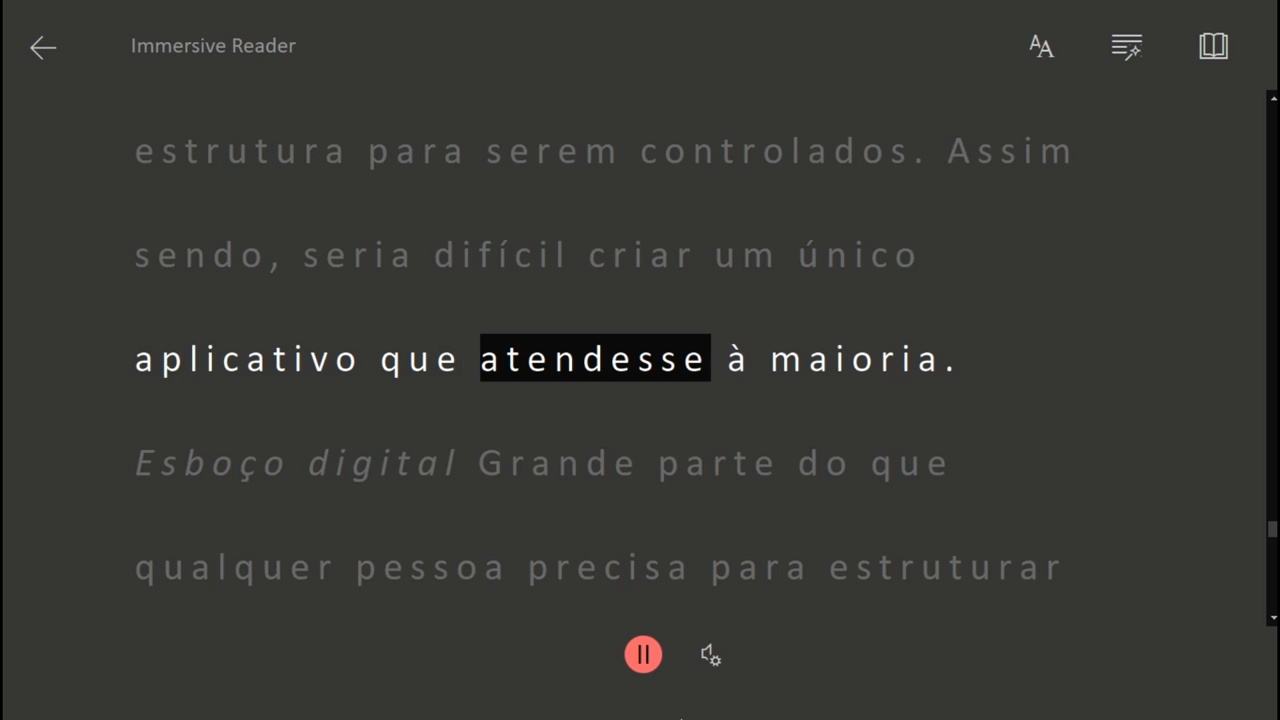 Immersive Reader
estrutura para serem controlados. Assim
sendo, seria difícil criar um único
aplicativo que atendesse à maioria.
Esboço digital Grande parte do que
qualquer pessoa precisa para estruturar